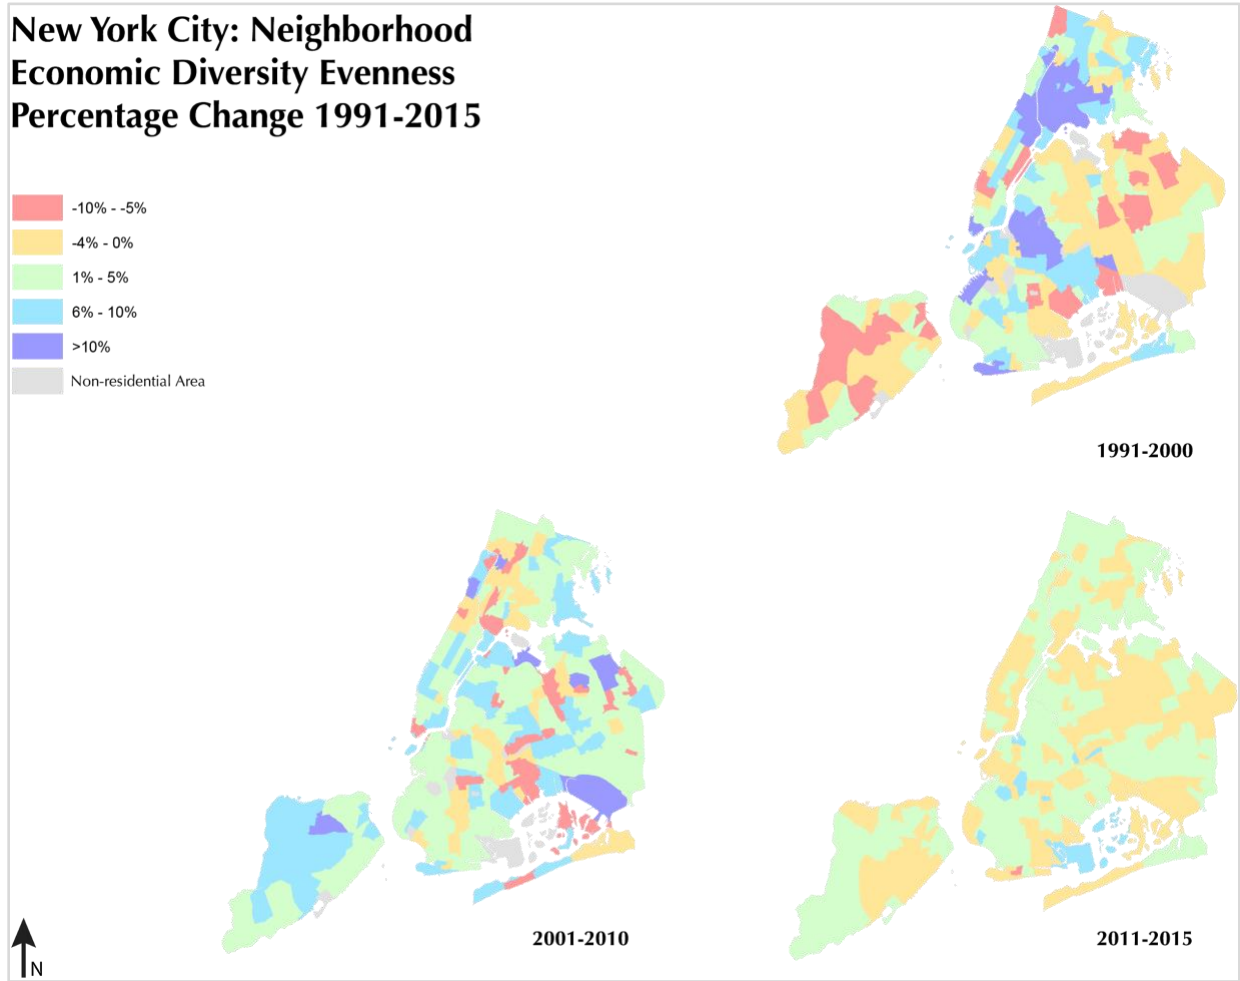 New York City: Neighborhood
Economic Diversity Evenness
Percentage Change 1991-2015
-10% - -5%
-4% - 0%
1% - 5%
6% - 10%
>10%
Non-residential Area
1991-2000
2001-2010
2011-2015
N